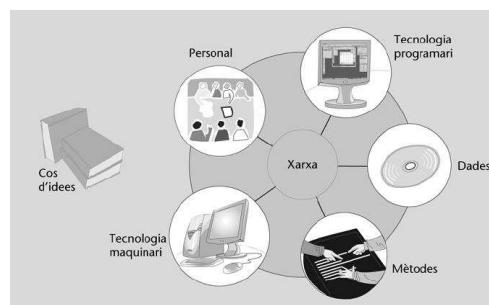 Personal
Tecnologia
programari
Cos
d'idees
Xarxa
Dades
Tecnologia
maquinari
Mètodes